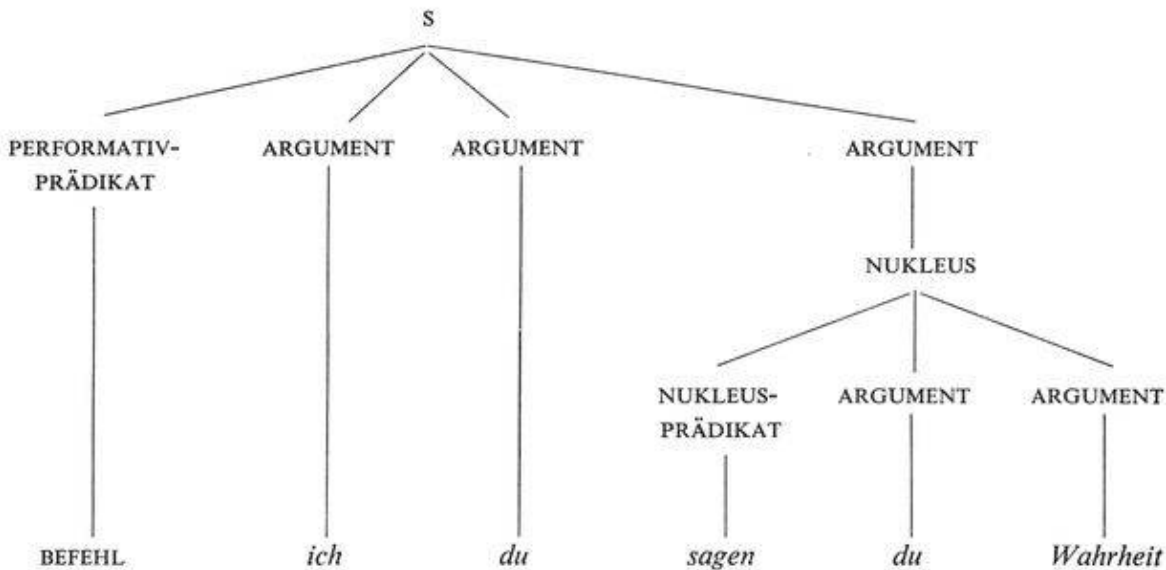 S
PERFORMATIV- ARGUMENT ARGUMENT ARGUMENT
PRÄDIKAT
NUKLEUS
NUKLEUS- ARGUMENT ARGUMENT
PRÄDIKAT
BEFEHL ich du sagen du Wahrheit